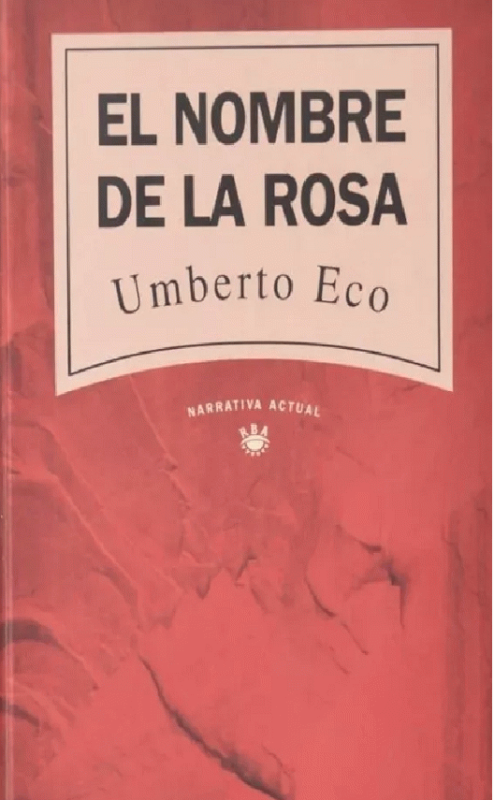 EL NOMBRE
DE LA ROSA
Umberto Eco
NARRATIVA ACTUAL
RBA